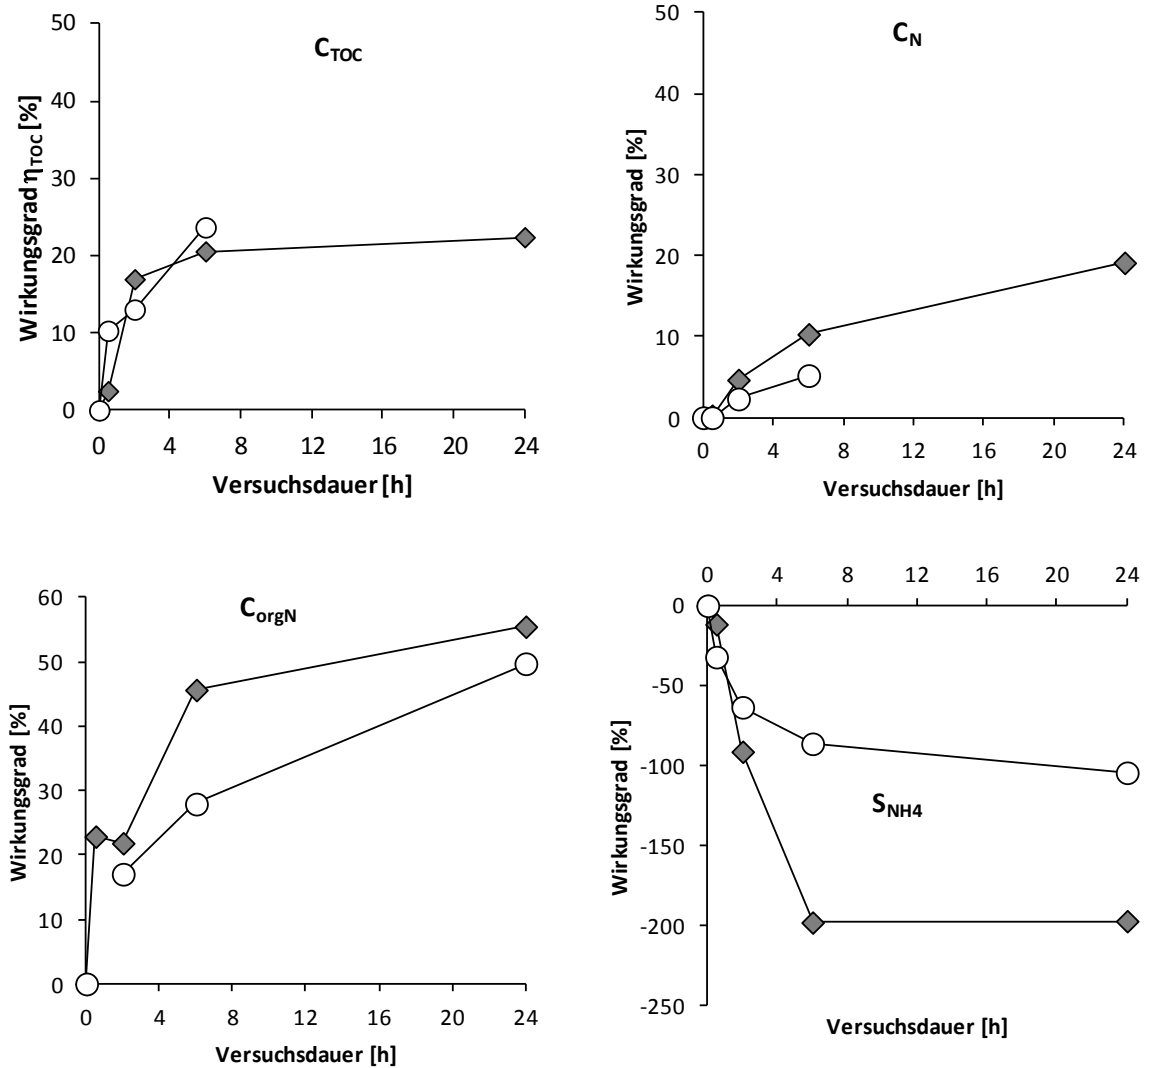 C_TOC
Wirkungsgrad η_TOC [%]
50
40
30
20
10
0
0 4 8 12 16 20 24
Versuchsdauer [h]
C_N
Wirkungsgrad [%]
50
40
30
20
10
0
0 4 8 12 16 20 24
Versuchsdauer [h]
C_orgN
Wirkungsgrad [%]
60
50
40
30
20
10
0
0 4 8 12 16 20 24
Versuchsdauer [h]
0 4 8 12 16 20 24
Wirkungsgrad [%]
0
-50
-100
-150
-200
-250
S_NH4
Versuchsdauer [h]